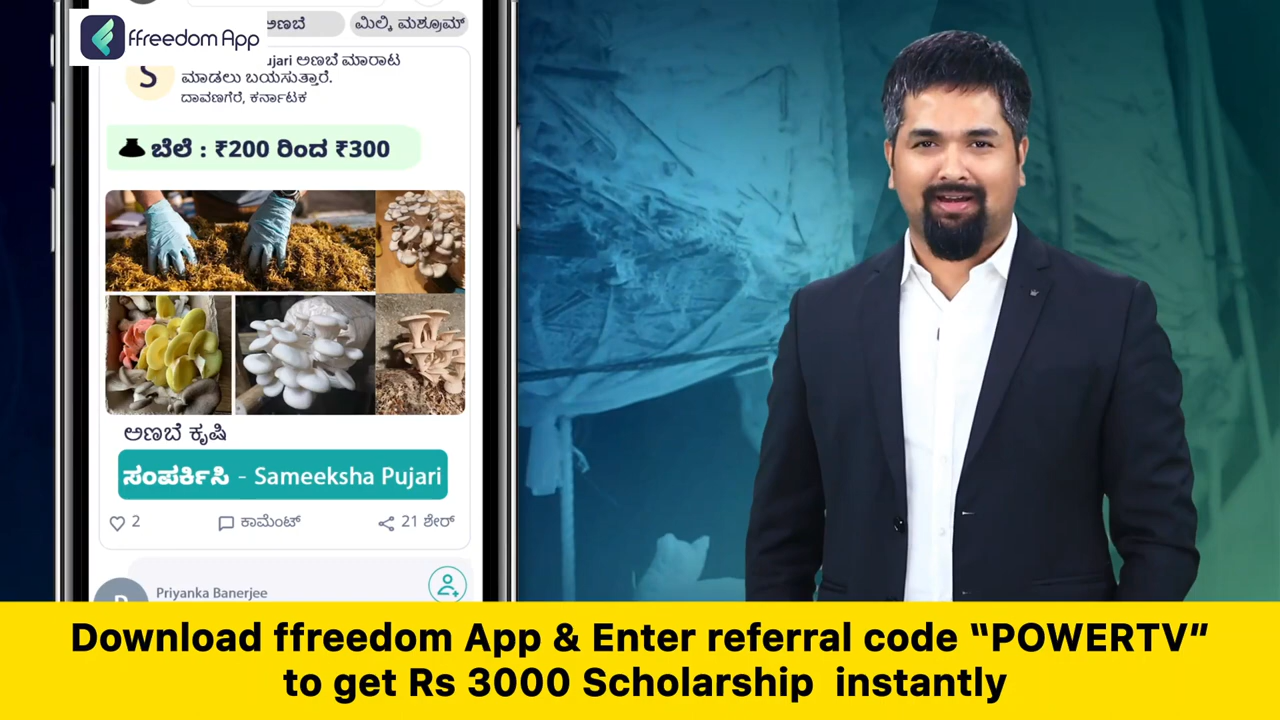 ಅಣಬೆ
ಮಿಲ್ಕಿ ಮಶ್ರೂಮ್
ffreedom App
S
ujari ಅಣಬೆ ಮಾರಾಟ
ಮಾಡಲು ಬಯಸುತ್ತಾರೆ.
ದಾವಣಗೆರೆ, ಕರ್ನಾಟಕ
ಬೆಲೆ : ₹200 ರಿಂದ ₹300
ಅಣಬೆ ಕೃಷಿ
ಸಂಪರ್ಕಿಸಿ - Sameeksha Pujari
2 ಕಾಮೆಂಟ್ 21 ಶೇರ್
Priyanka Banerjee
Download ffreedom App & Enter referral code “POWERTV”
to get Rs 3000 Scholarship instantly